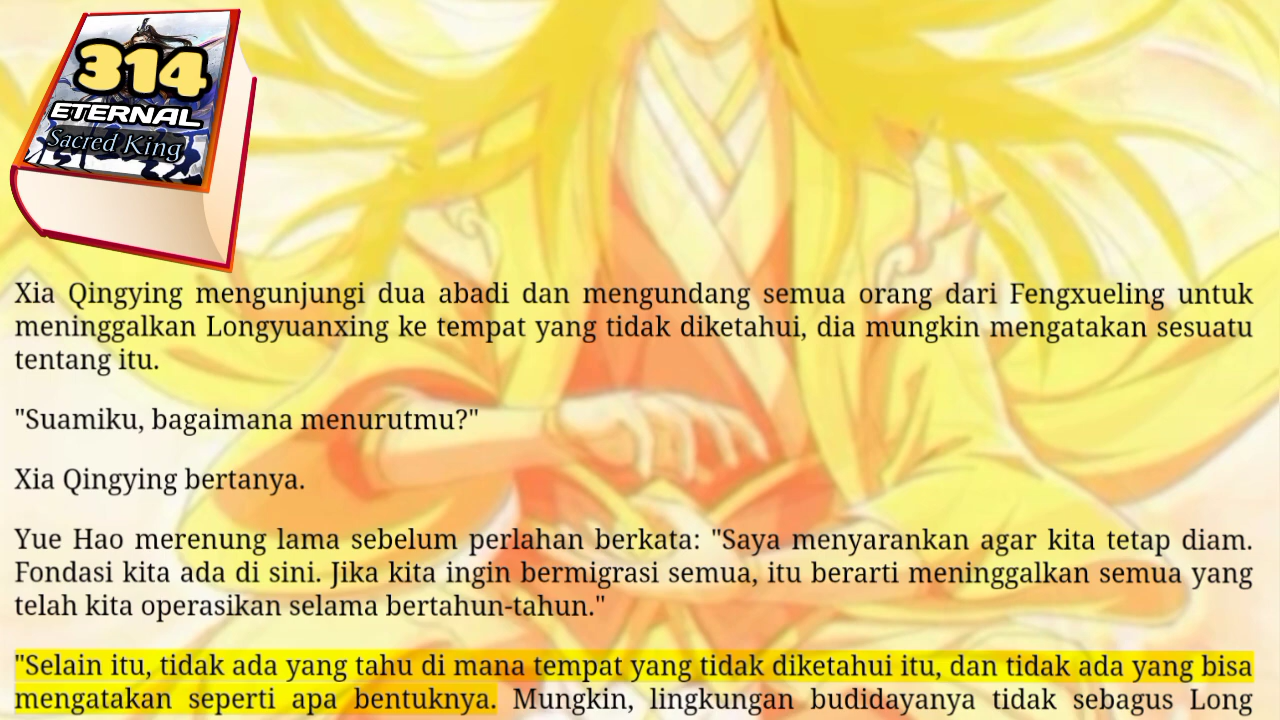 314
ETERNAL
Sacred King
Xia Qingying mengunjungi dua abadi dan mengundang semua orang dari Fengxueling untuk
meninggalkan Longyuanxing ke tempat yang tidak diketahui, dia mungkin mengatakan sesuatu
tentang itu.
"Suamiku, bagaimana menurutmu?"
Xia Qingying bertanya.
Yue Hao merenung lama sebelum perlahan berkata: "Saya menyarankan agar kita tetap diam.
Fondasi kita ada di sini. Jika kita ingin bermigrasi semua, itu berarti meninggalkan semua yang
telah kita operasikan selama bertahun-tahun."
"Selain itu, tidak ada yang tahu di mana tempat yang tidak diketahui itu, dan tidak ada yang bisa
mengatakan seperti apa bentuknya. Mungkin, lingkungan budidayanya tidak sebagus Long